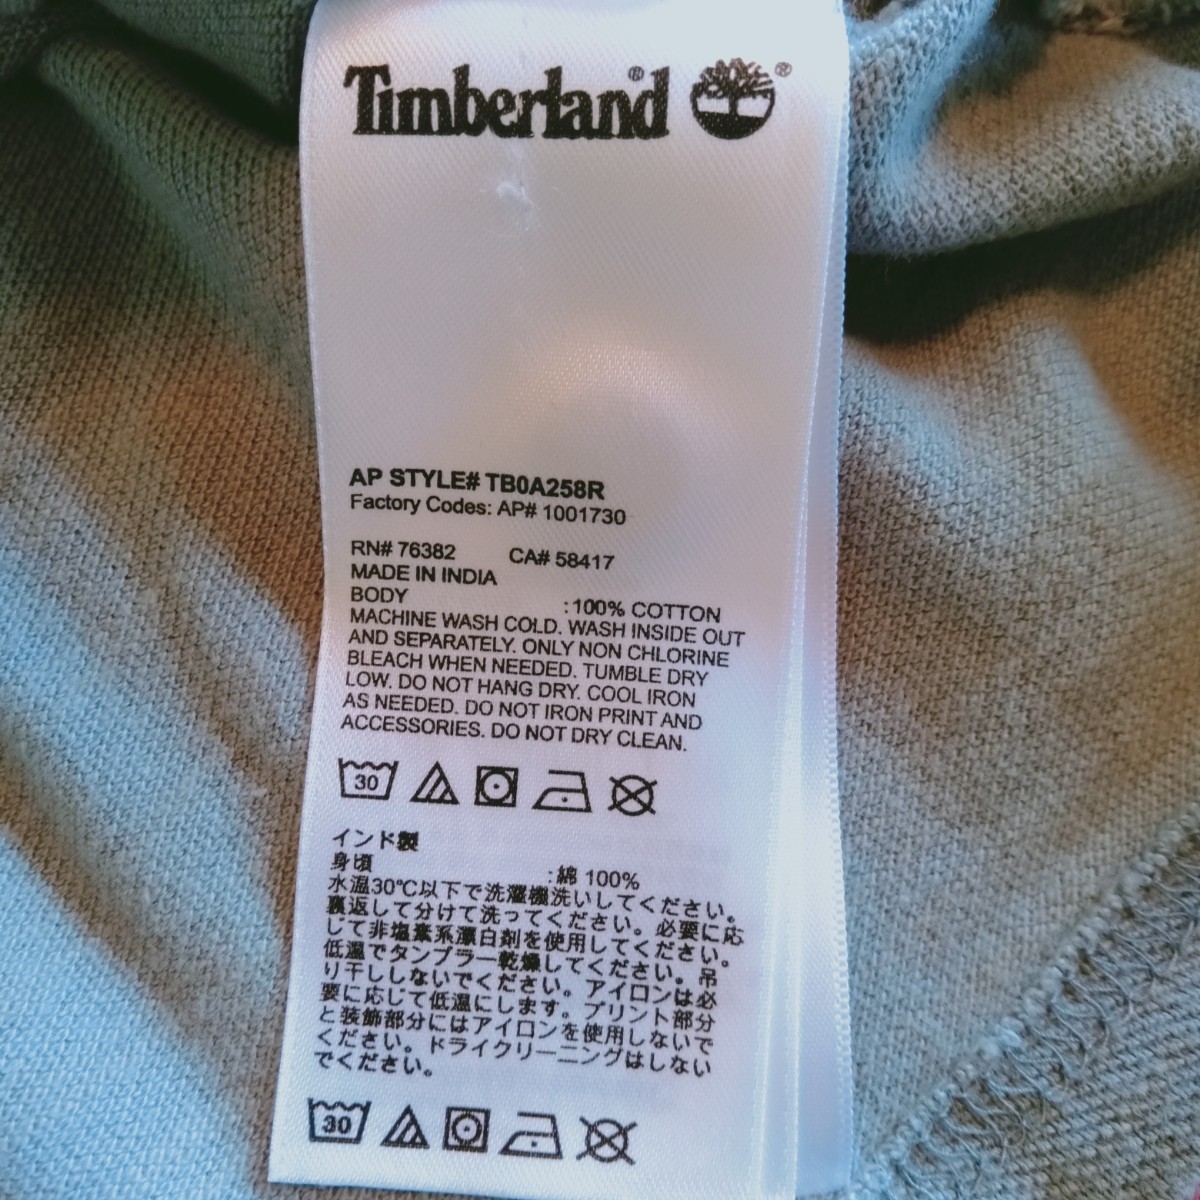 Timberland®
®
AP STYLE# TB0A258R
Factory Codes: AP# 1001730
RN# 76382 CA# 58417
MADE IN INDIA
BODY :100% COTTON
MACHINE WASH COLD. WASH INSIDE OUT
AND SEPARATELY. ONLY NON CHLORINE
BLEACH WHEN NEEDED. TUMBLE DRY
LOW. DO NOT HANG DRY. COOL IRON
AS NEEDED. DO NOT IRON PRINT AND
ACCESSORIES. DO NOT DRY CLEAN.
30
インド製
身頃 :綿 100%
水温30℃以下で洗濯機洗いしてください。
裏返して分けて洗ってください。必要に応
じて非塩素系漂白剤を使用してください。
低温でタンブラー乾燥してください。吊
り干ししないでください。アイロンは必
要に応じて低温にします。プリント部分
と装飾部分にはアイロンを使用しないで
ください。ドライクリーニングはしない
でください。
30